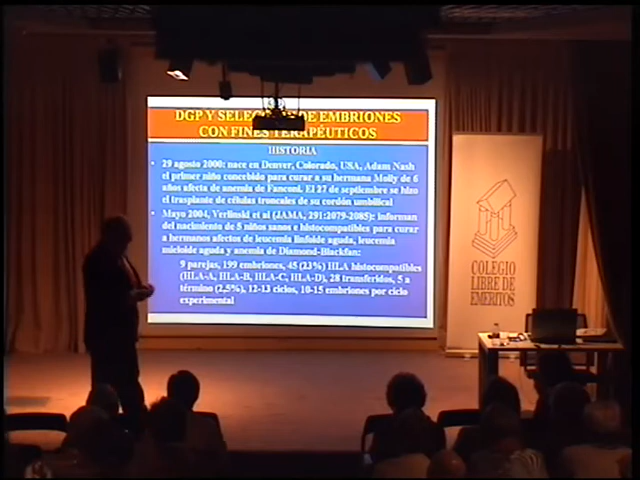 DGP Y SELECCIÓN DE EMBRIONES
CON FINES TERAPÉUTICOS
HISTORIA
• 29 agosto 2000: nace en Denver, Colorado, USA, Adam Nash
el primer niño concebido para curar a su hermana Molly de 6
años afecta de anemia de Fanconi. El 27 de septiembre se hizo
el trasplante de células troncales de su cordón umbilical
• Mayo 2004, Verlinski et al (JAMA, 291:2079-2085): informan
del nacimiento de 5 niños sanos e histocompatibles para curar
a hermanos afectos de leucemia linfoide aguda, leucemia
mieloide aguda y anemia de Diamond-Blackfan:
9 parejas, 199 embriones, 45 (23%) HLA histocompatibles
(HLA-A, HLA-B, HLA-C, HLA-D), 28 transferidos, 5 a
término (2,5%), 12-13 ciclos, 10-15 embriones por ciclo
experimental
COLEGIO
LIBRE DE
EMERITOS